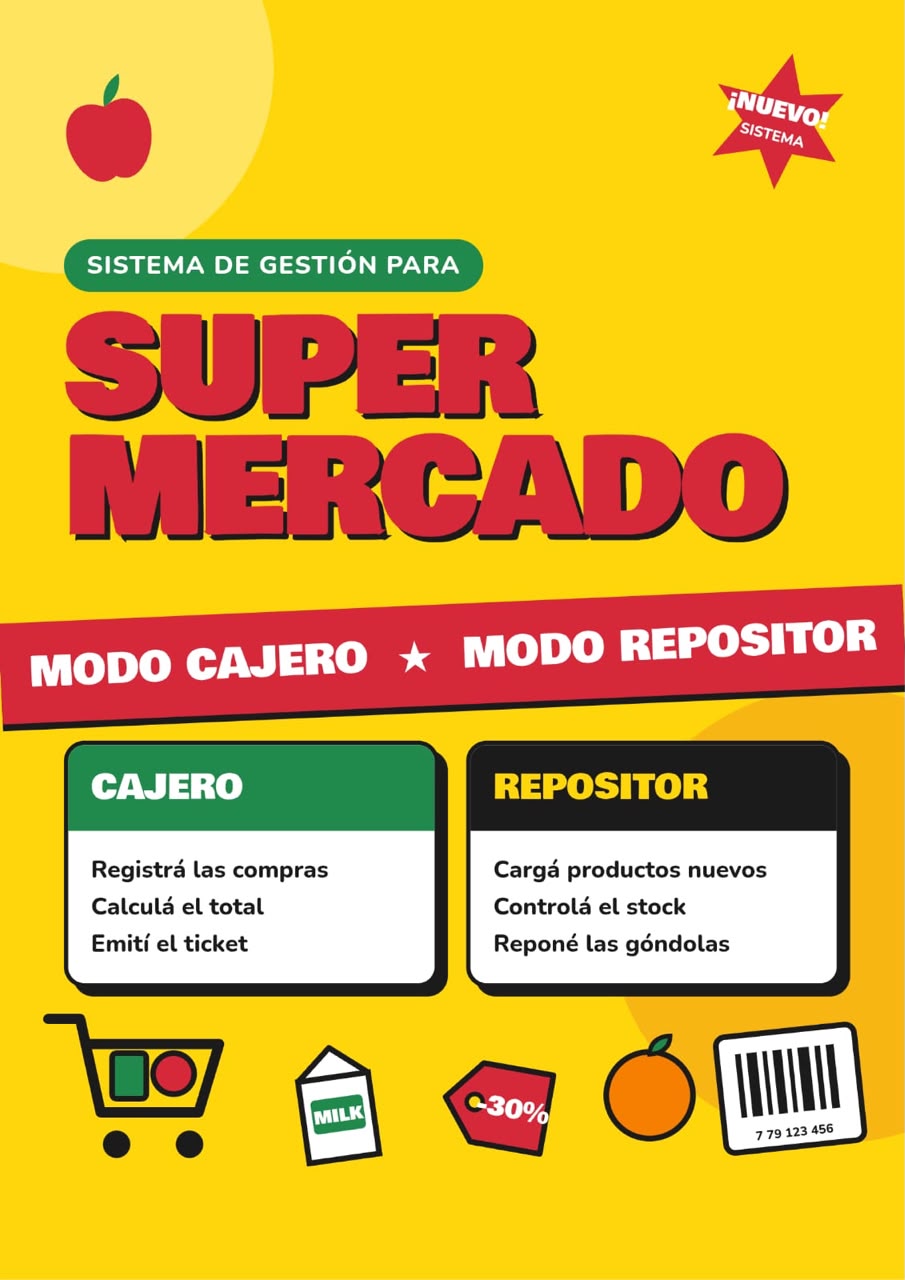 ¡NUEVO!
SISTEMA
SISTEMA DE GESTIÓN PARA
SUPER
MERCADO
MODO CAJERO ★ MODO REPOSITOR
CAJERO
Registrá las compras
Calculá el total
Emití el ticket
REPOSITOR
Cargá productos nuevos
Controlá el stock
Reponé las góndolas
MILK
-30%
7 79 123 456